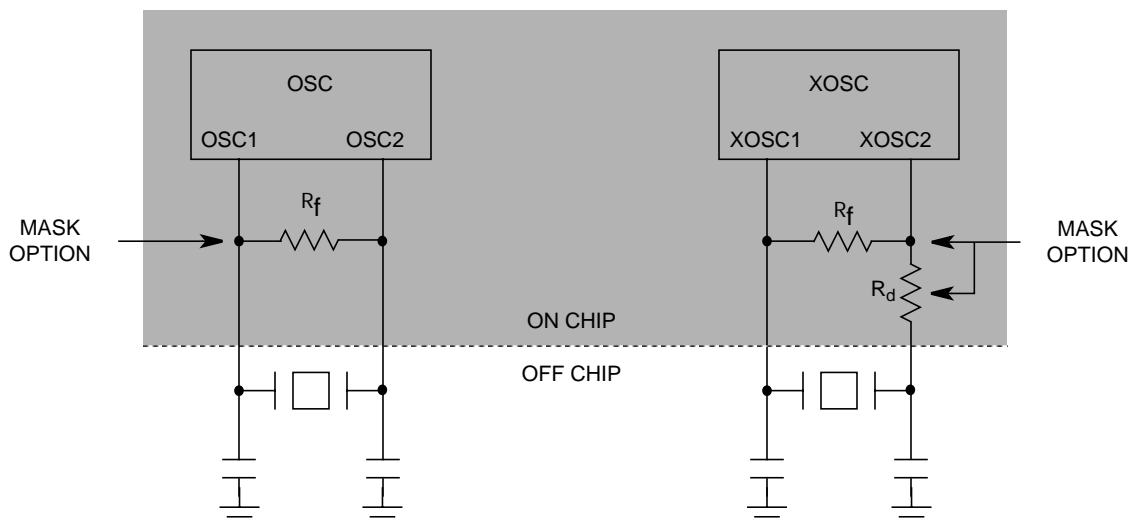 OSC
XOSC
OSC1
OSC2
XOSC1
XOSC2
Rf
Rf
MASK
OPTION
MASK
OPTION
Rd
ON CHIP
OFF CHIP